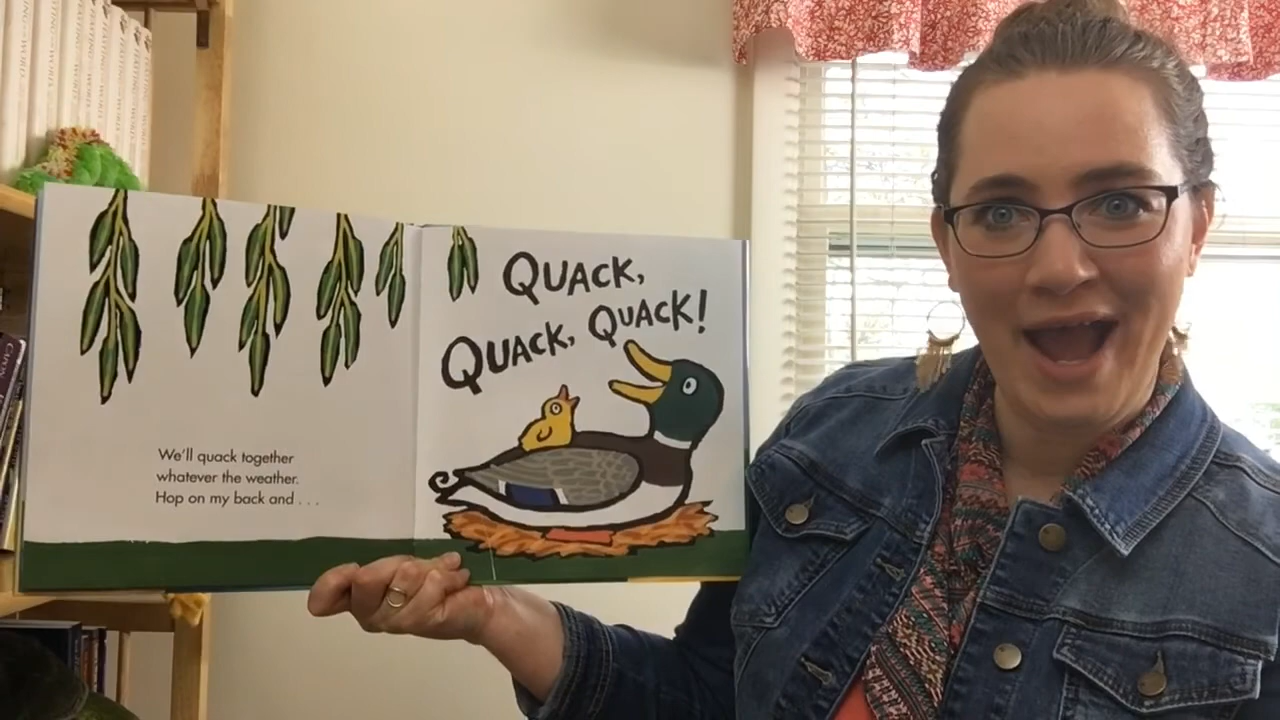 We'll quack together
whatever the weather.
Hop on my back and . . .
QUACK,
QUACK, QUACK!